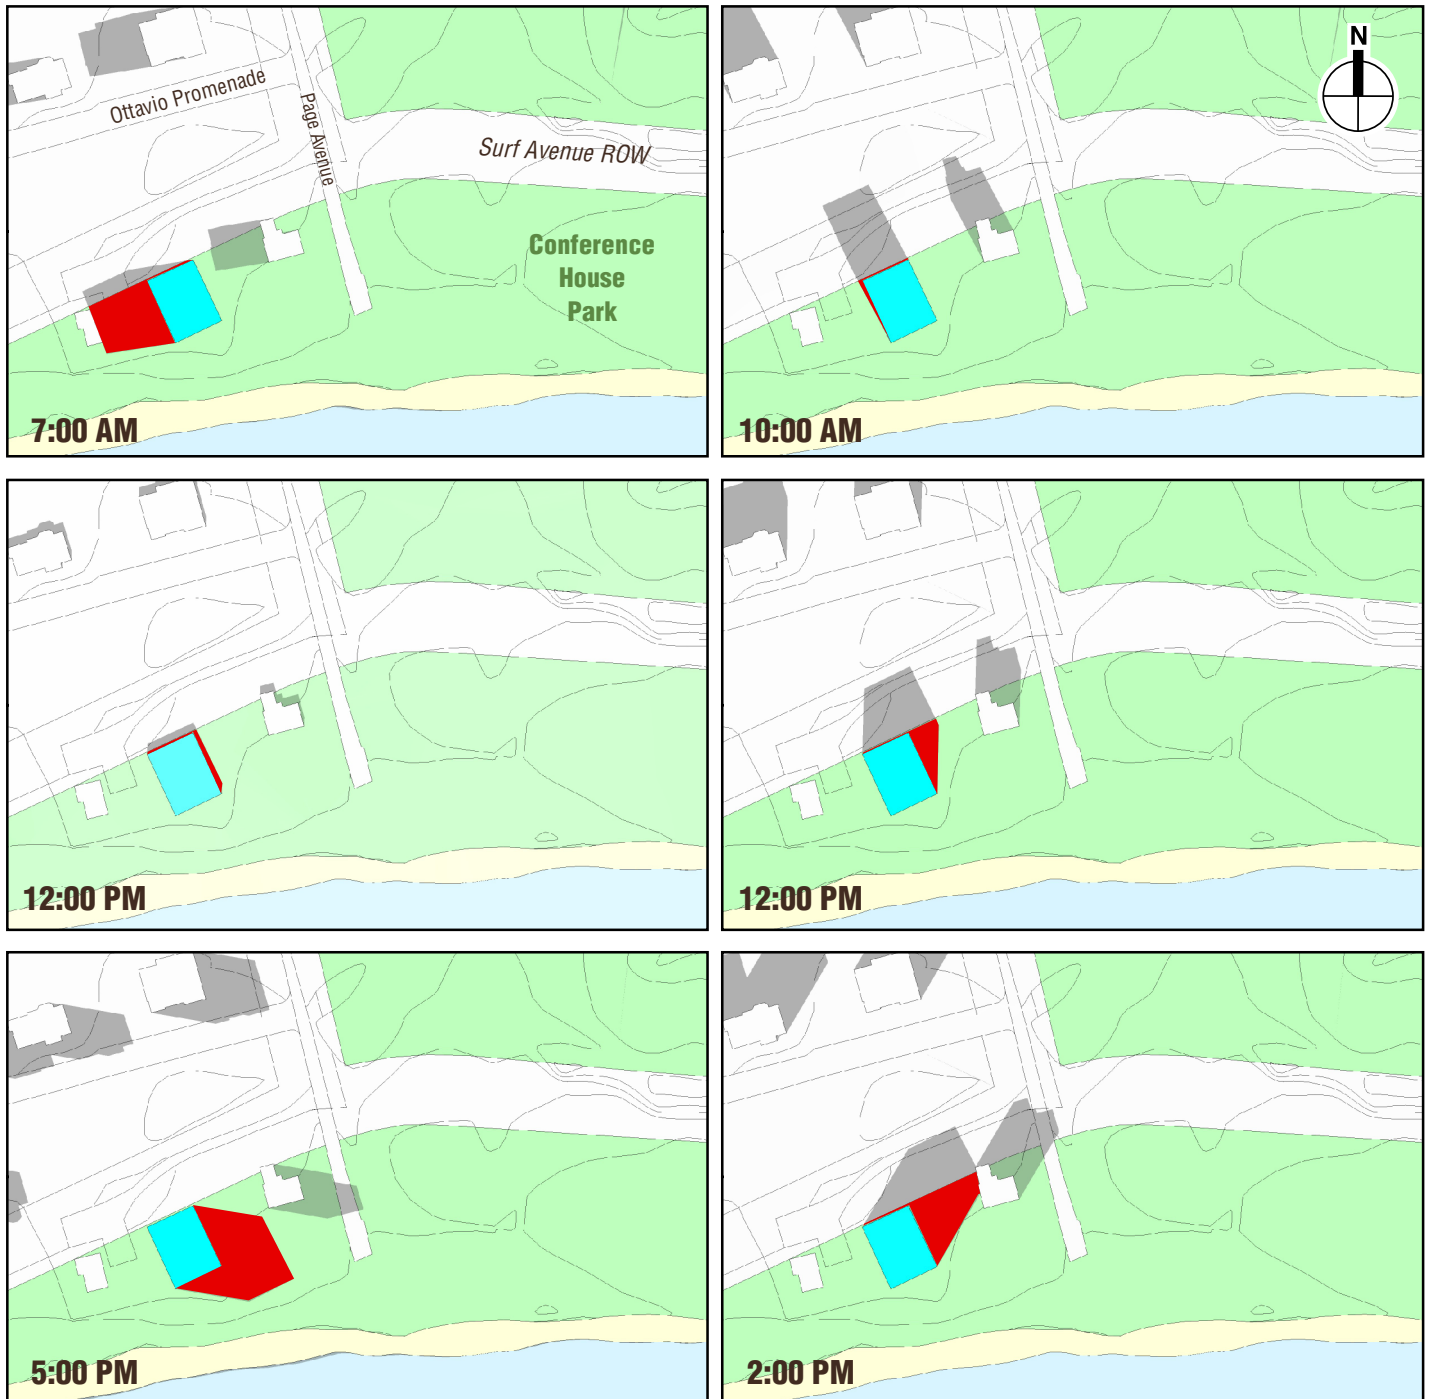 Ottavio Promenade
Page Avenue
Surf Avenue ROW
Conference
House
Park
7:00 AM
N
10:00 AM
12:00 PM
12:00 PM
5:00 PM
2:00 PM